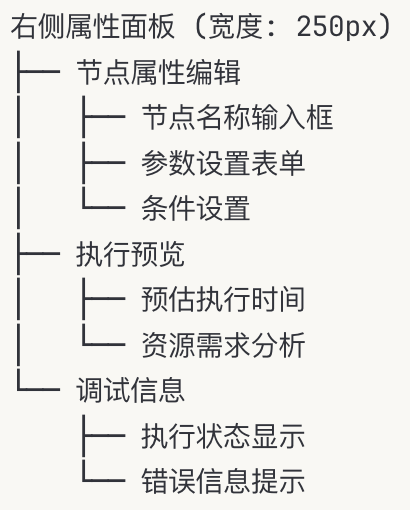 右侧属性面板 (宽度: 250px)
├── 节点属性编辑
│   ├── 节点名称输入框
│   ├── 参数设置表单
│   └── 条件设置
├── 执行预览
│   ├── 预估执行时间
│   └── 资源需求分析
└── 调试信息
    ├── 执行状态显示
    └── 错误信息提示